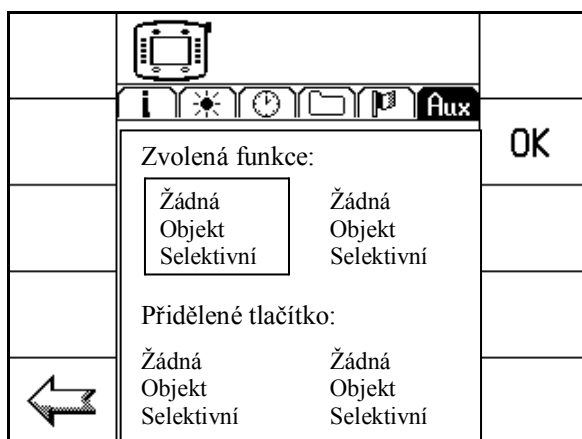 i Aux
OK
Zvolená funkce:
Žádná Žádná
Objekt Objekt
Selektivní Selektivní
Přidělené tlačítko:
Žádná Žádná
Objekt Objekt
Selektivní Selektivní